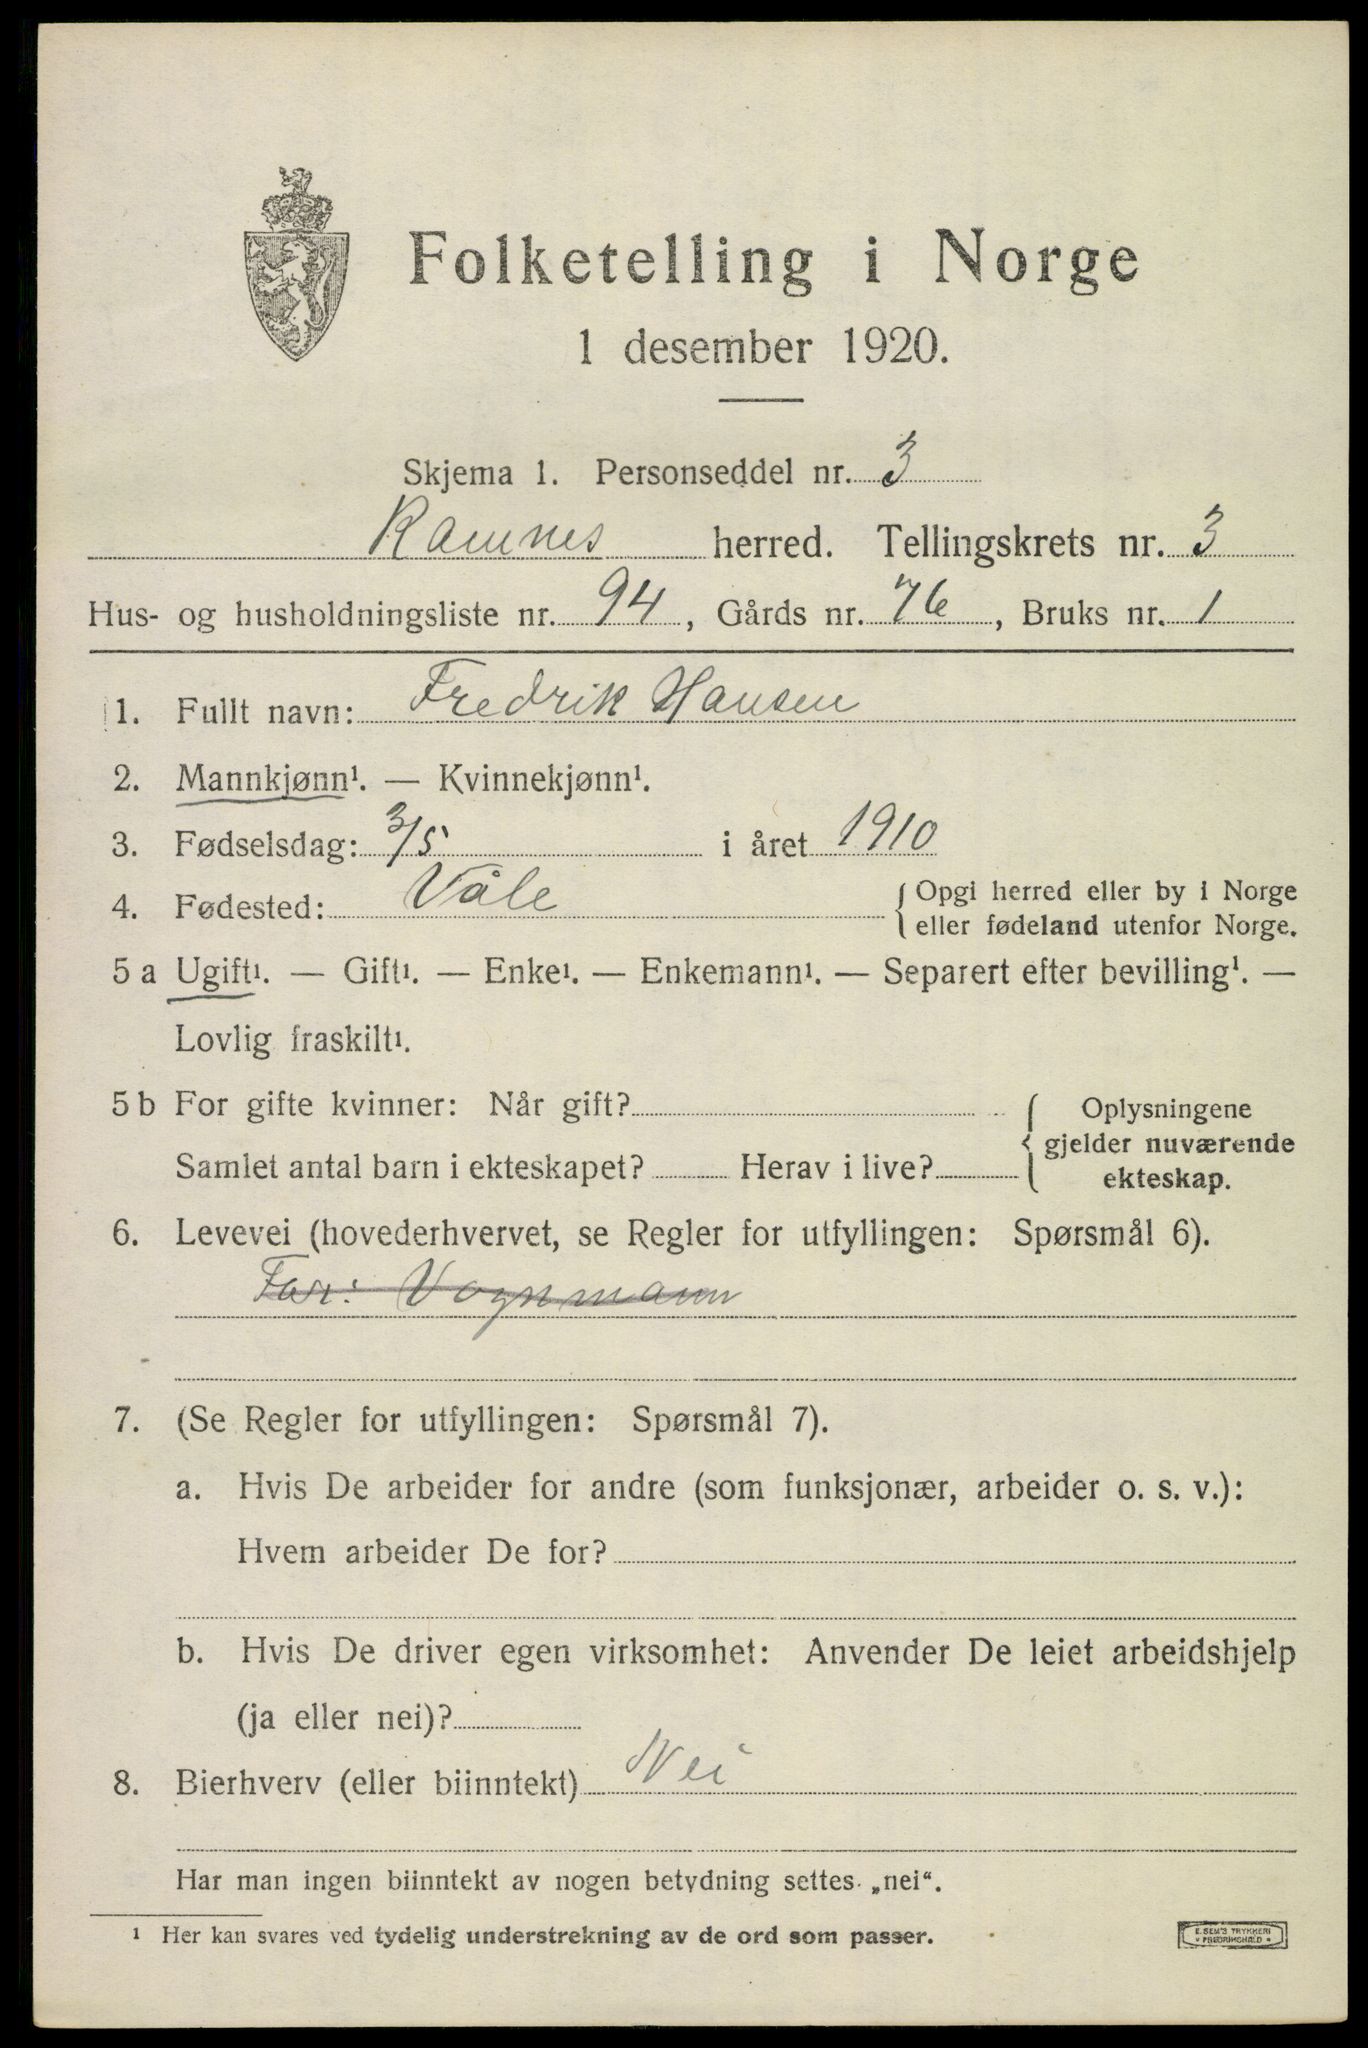 Folketelling i Norge
1 desember 1920.
Skjema 1. Personseddel nr. 3
Ramnes herred. Tellingskrets nr. 3
Hus- og husholdningsliste nr. 94, Gårds nr. 76, Bruks nr. 1
1. Fullt navn: Fredrik Hansen
2. Mannkjønn¹. — Kvinnekjønn¹.
3. Fødselsdag: 3/5 i året 1910
4. Fødested: Våle { Opgi herred eller by i Norge
eller fødeland utenfor Norge.
5 a Ugift¹. — Gift¹. — Enke¹. — Enkemann¹. — Separert efter bevilling¹. —
Lovlig fraskilt¹.
5 b For gifte kvinner: Når gift?
Samlet antal barn i ekteskapet? Herav i live?
{ Oplysningene
gjelder nuværende
ekteskap.
6. Levevei (hovederhvervet, se Regler for utfyllingen: Spørsmål 6).
Far: Vognmann
7. (Se Regler for utfyllingen: Spørsmål 7).
a. Hvis De arbeider for andre (som funksjonær, arbeider o. s. v.):
Hvem arbeider De for?
b. Hvis De driver egen virksomhet: Anvender De leiet arbeidshjelp
(ja eller nei)?
8. Bierhverv (eller biinntekt) Nei
Har man ingen biinntekt av nogen betydning settes „nei“.
¹ Her kan svares ved tydelig understrekning av de ord som passer.
E. SEM'S TRYKKERI
FREDRIKSHALD